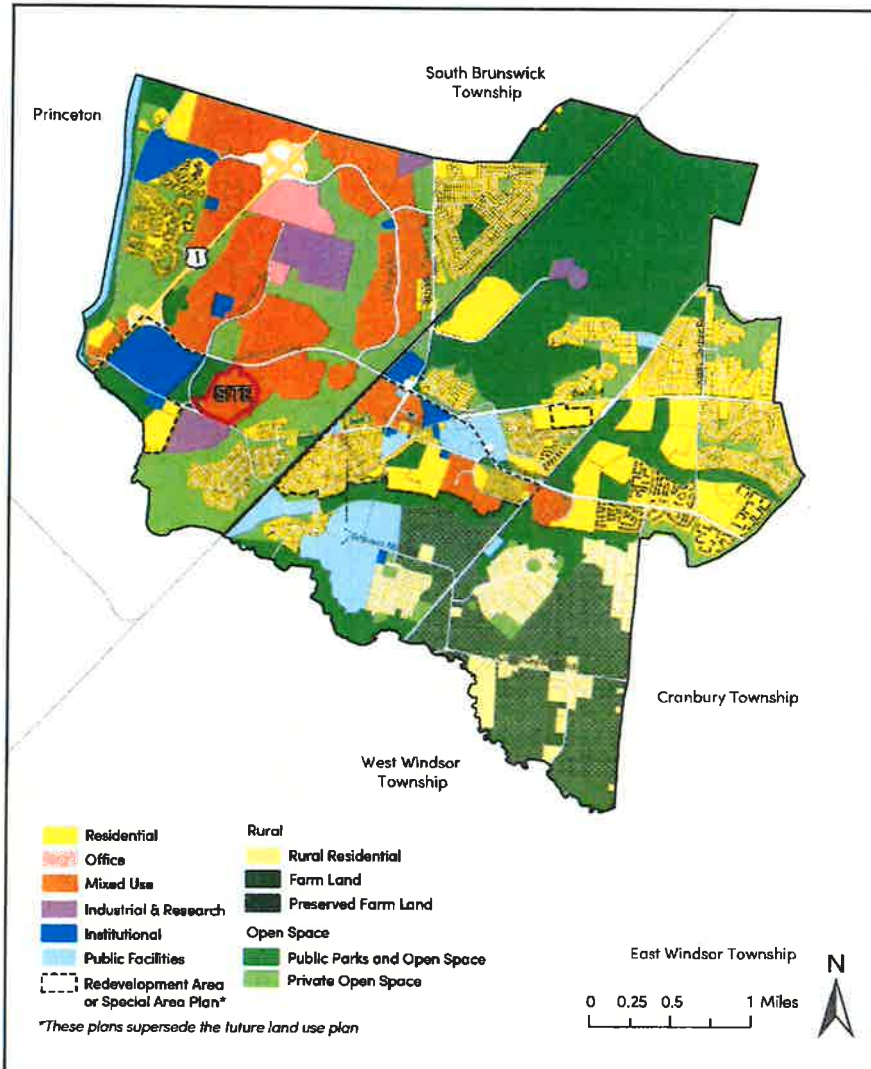 South Brunswick
Township
Princeton
1
SITE
Cranbury Township
West Windsor
Township
Residential
Office
Mixed Use
Industrial & Research
Institutional
Public Facilities
Redevelopment Area
or Special Area Plan*
*These plans supersede the future land use plan
Rural
Rural Residential
Farm Land
Preserved Farm Land
Open Space
Public Parks and Open Space
Private Open Space
East Windsor Township
N
0 0.25 0.5 1 Miles